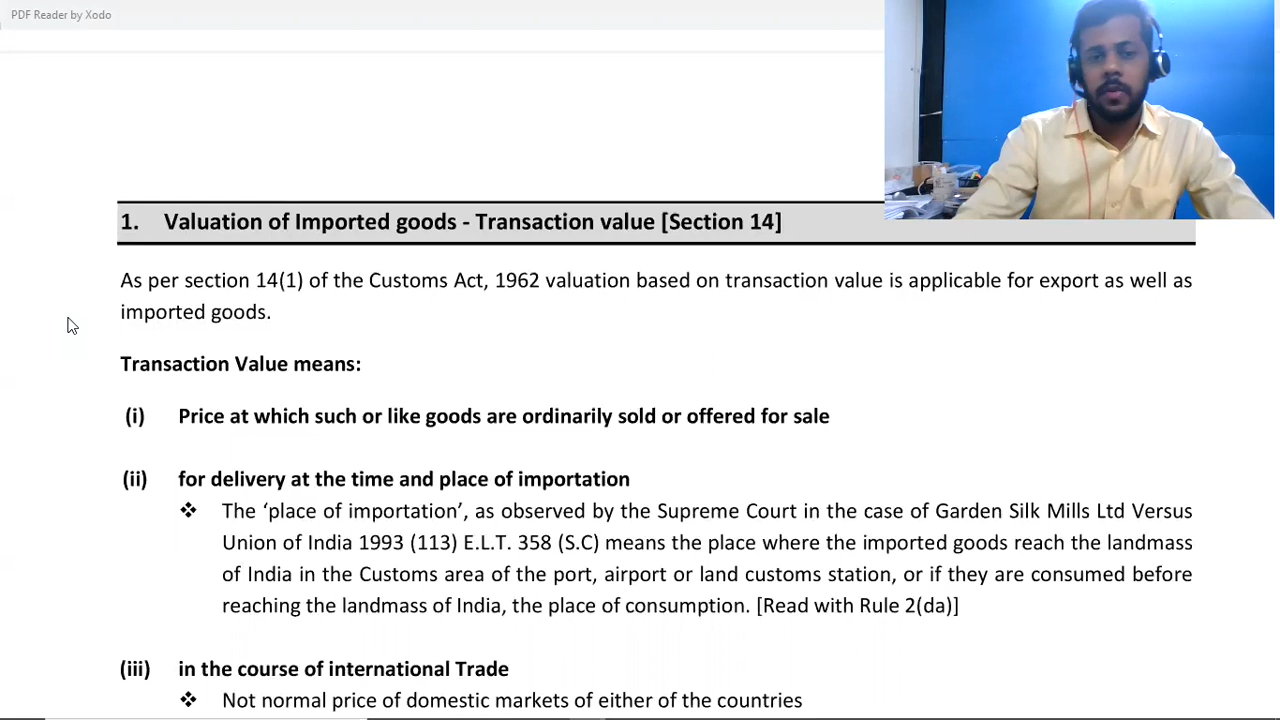 PDF Reader by Xodo
1. Valuation of Imported goods - Transaction value [Section 14]
As per section 14(1) of the Customs Act, 1962 valuation based on transaction value is applicable for export as well as
imported goods.
Transaction Value means:
(i) Price at which such or like goods are ordinarily sold or offered for sale
(ii) for delivery at the time and place of importation
❖ The ‘place of importation’, as observed by the Supreme Court in the case of Garden Silk Mills Ltd Versus
Union of India 1993 (113) E.L.T. 358 (S.C) means the place where the imported goods reach the landmass
of India in the Customs area of the port, airport or land customs station, or if they are consumed before
reaching the landmass of India, the place of consumption. [Read with Rule 2(da)]
(iii) in the course of international Trade
❖ Not normal price of domestic markets of either of the countries